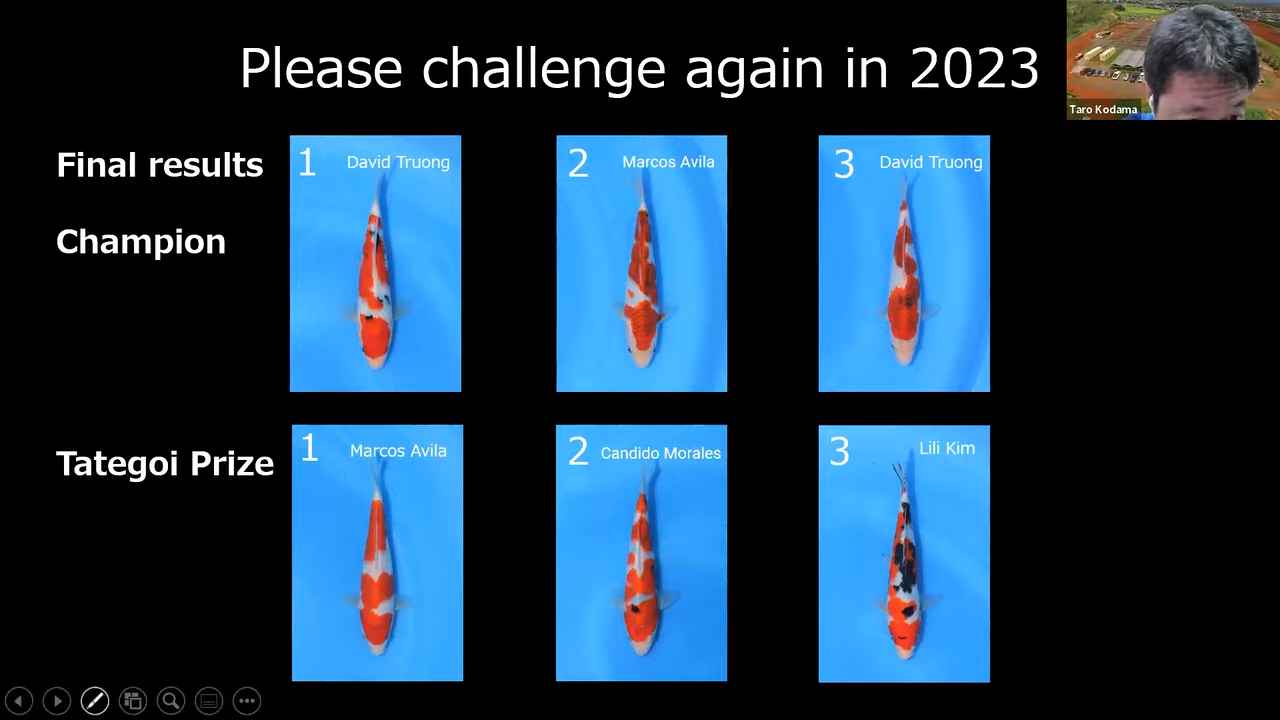 Please challenge again in 2023
Taro Kodama
Final results
Champion
1 David Truong
2 Marcos Avila
3 David Truong
Tategoi Prize
1 Marcos Avila
2 Candido Morales
3 Lili Kim